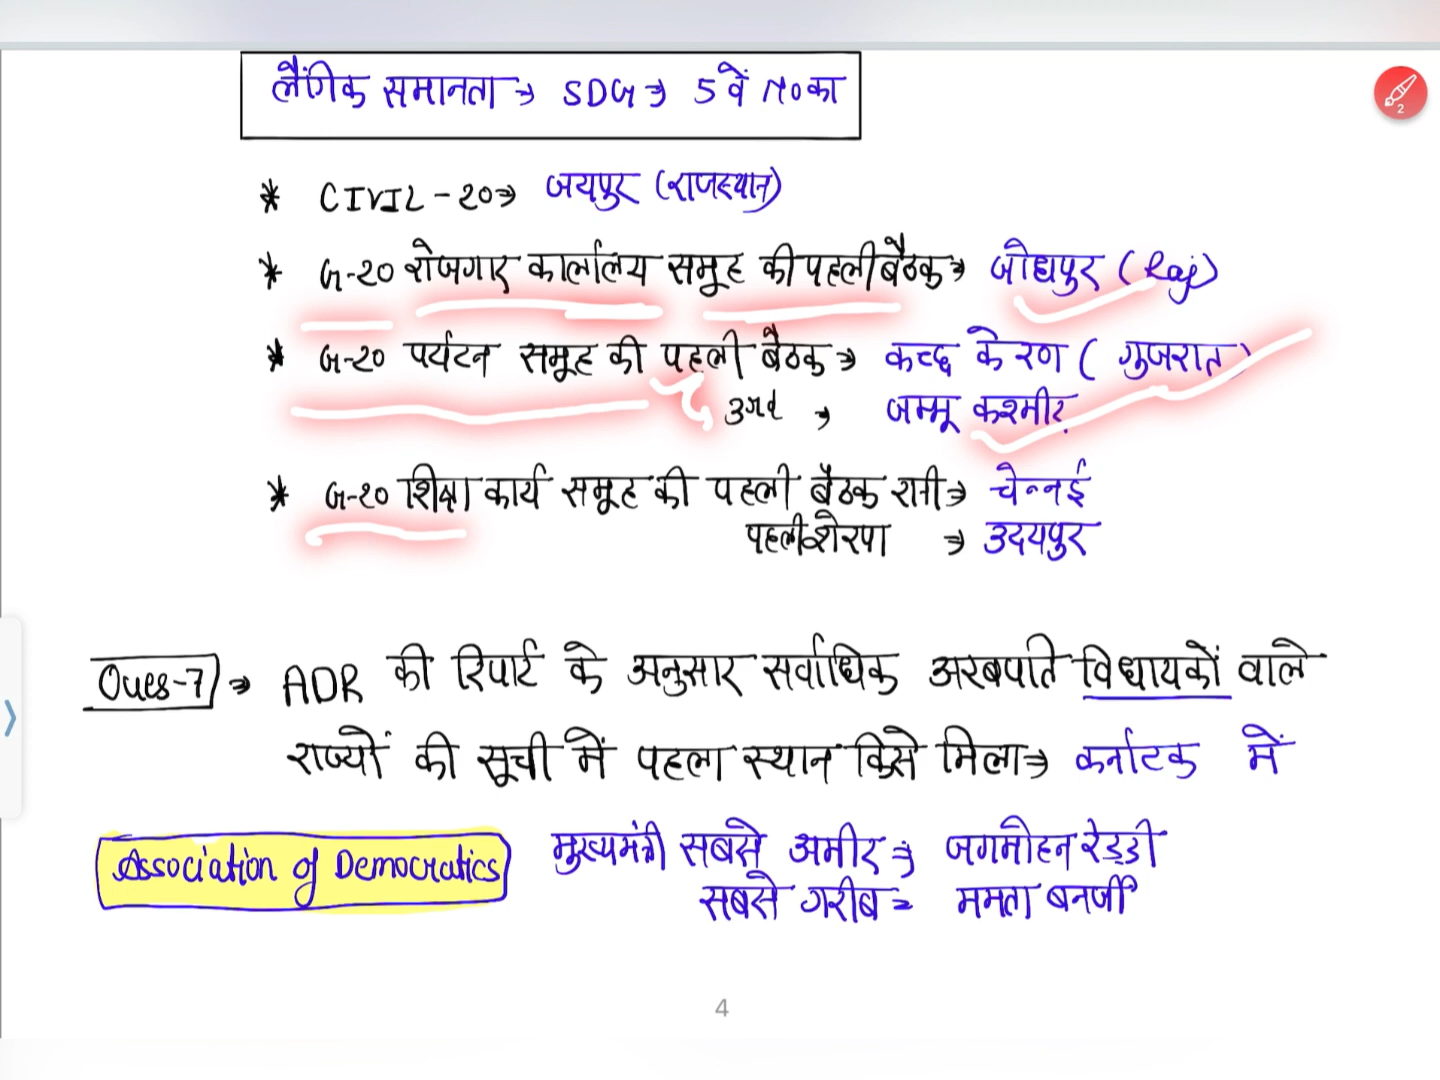 लैंगिक समानता → SDG → 5 वें No का
* CIVIL-20 → जयपुर (राजस्थान)
* G-20 रोजगार कार्लालय समूह की पहली बैठक → जोधपुर (Raj)
* G-20 पर्यटन समूह की पहली बैठक → कच्छ के रण ( गुजरात)
3rd → जम्मू कश्मीर
* G-20 शिक्षा कार्य समूह की पहली बैठक → चेन्नई
पहली शेरपा → उदयपुर
Ques-7 → ADR की रिपार्ट के अनुसार सर्वाधिक अरबपति विधायकों वाले
राज्यों की सूची में पहला स्थान किसे मिला → कर्नाटक में
Association of Democratics
मुख्यमंत्री सबसे अमीर → जगमोहन रेड्डी
सबसे गरीब = ममता बनर्जी
4
2